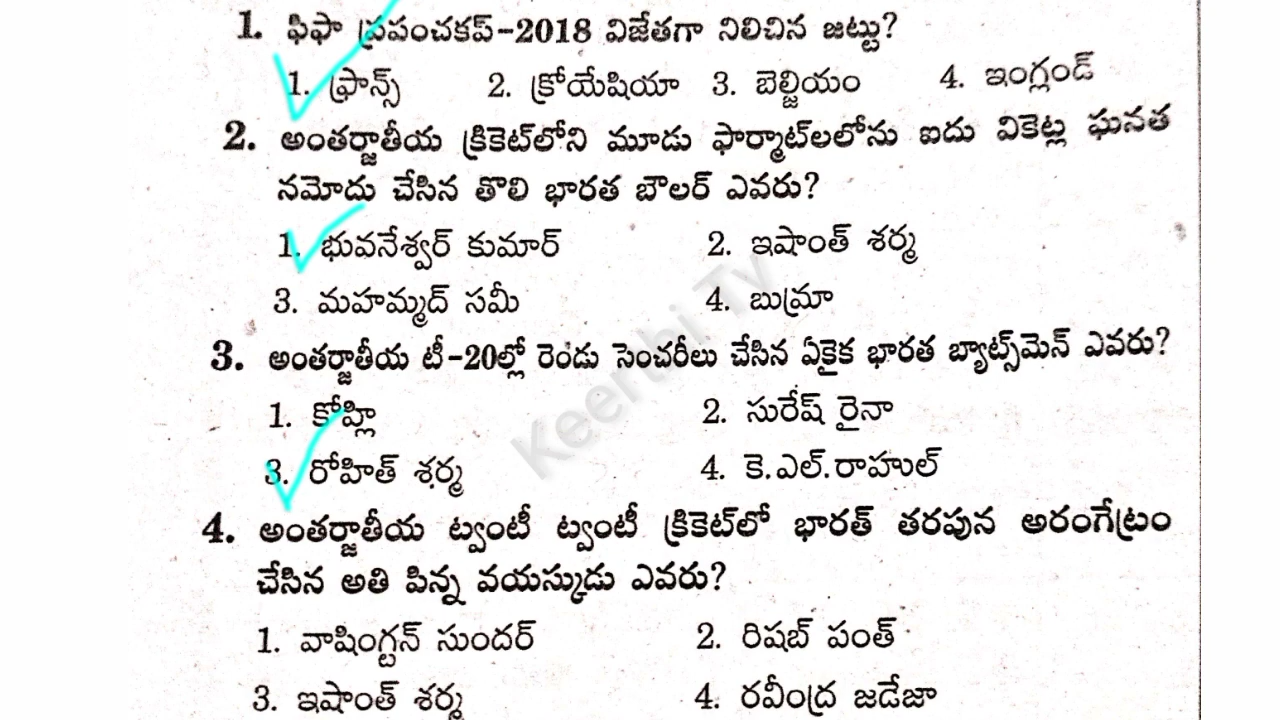 1. ఫిఫా ప్రపంచకప్-2018 విజేతగా నిలిచిన జట్టు?
1. ఫ్రాన్స్ 2. క్రోయేషియా 3. బెల్జియం 4. ఇంగ్లండ్
2. అంతర్జాతీయ క్రికెట్‌లోని మూడు ఫార్మాట్‌లలోను ఐదు వికెట్ల ఘనత
నమోదు చేసిన తొలి భారత బౌలర్ ఎవరు?
1. భువనేశ్వర్ కుమార్ 2. ఇషాంత్ శర్మ
3. మహమ్మద్ సమీ 4. బుమ్రా
3. అంతర్జాతీయ టీ-20ల్లో రెండు సెంచరీలు చేసిన ఏకైక భారత బ్యాట్స్‌మెన్ ఎవరు?
1. కోహ్లి 2. సురేష్ రైనా
3. రోహిత్ శర్మ 4. కె.ఎల్.రాహుల్
4. అంతర్జాతీయ ట్వంటీ ట్వంటీ క్రికెట్‌లో భారత్ తరపున అరంగేట్రం
చేసిన అతి పిన్న వయస్కుడు ఎవరు?
1. వాషింగ్టన్ సుందర్ 2. రిషబ్ పంత్
3. ఇషాంత్ శర్మ 4. రవీంద్ర జడేజా
Keerthi Tv